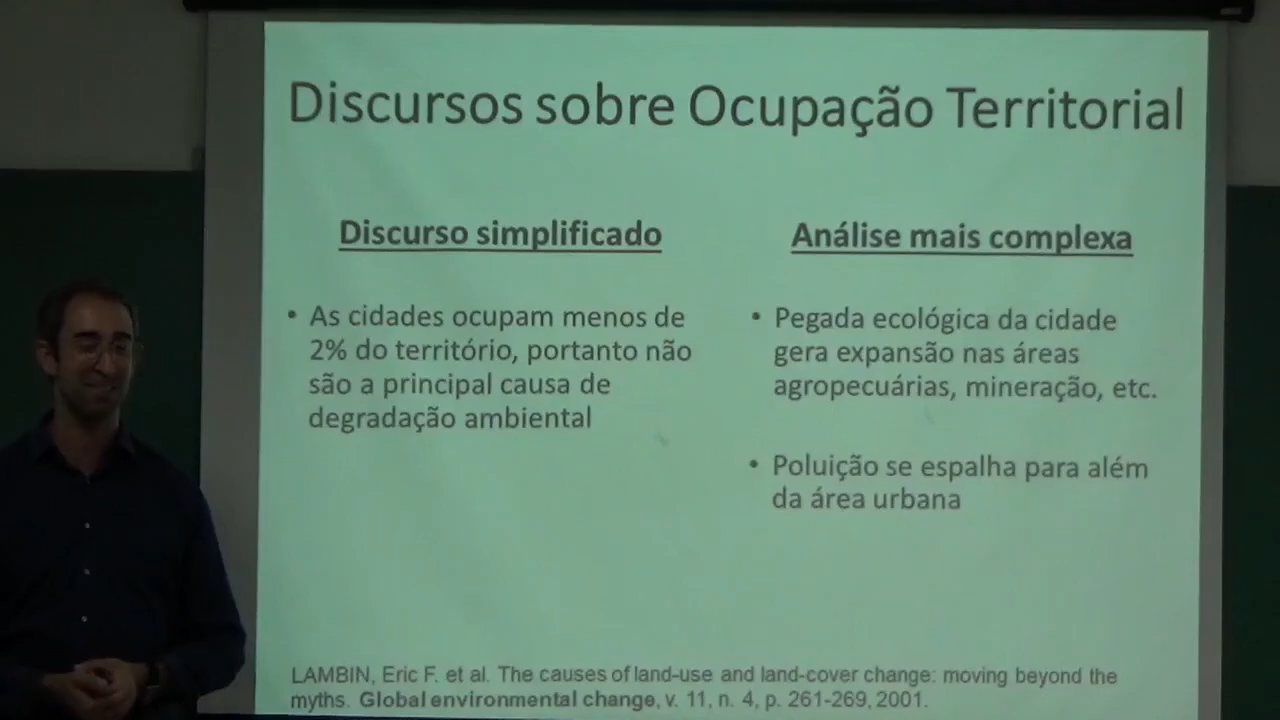 Discursos sobre Ocupação Territorial
Discurso simplificado
• As cidades ocupam menos de
2% do território, portanto não
são a principal causa de
degradação ambiental
Análise mais complexa
• Pegada ecológica da cidade
gera expansão nas áreas
agropecuárias, mineração, etc.
• Poluição se espalha para além
da área urbana
LAMBIN, Eric F. et al. The causes of land-use and land-cover change: moving beyond the
myths. Global environmental change, v. 11, n. 4, p. 261-269, 2001.